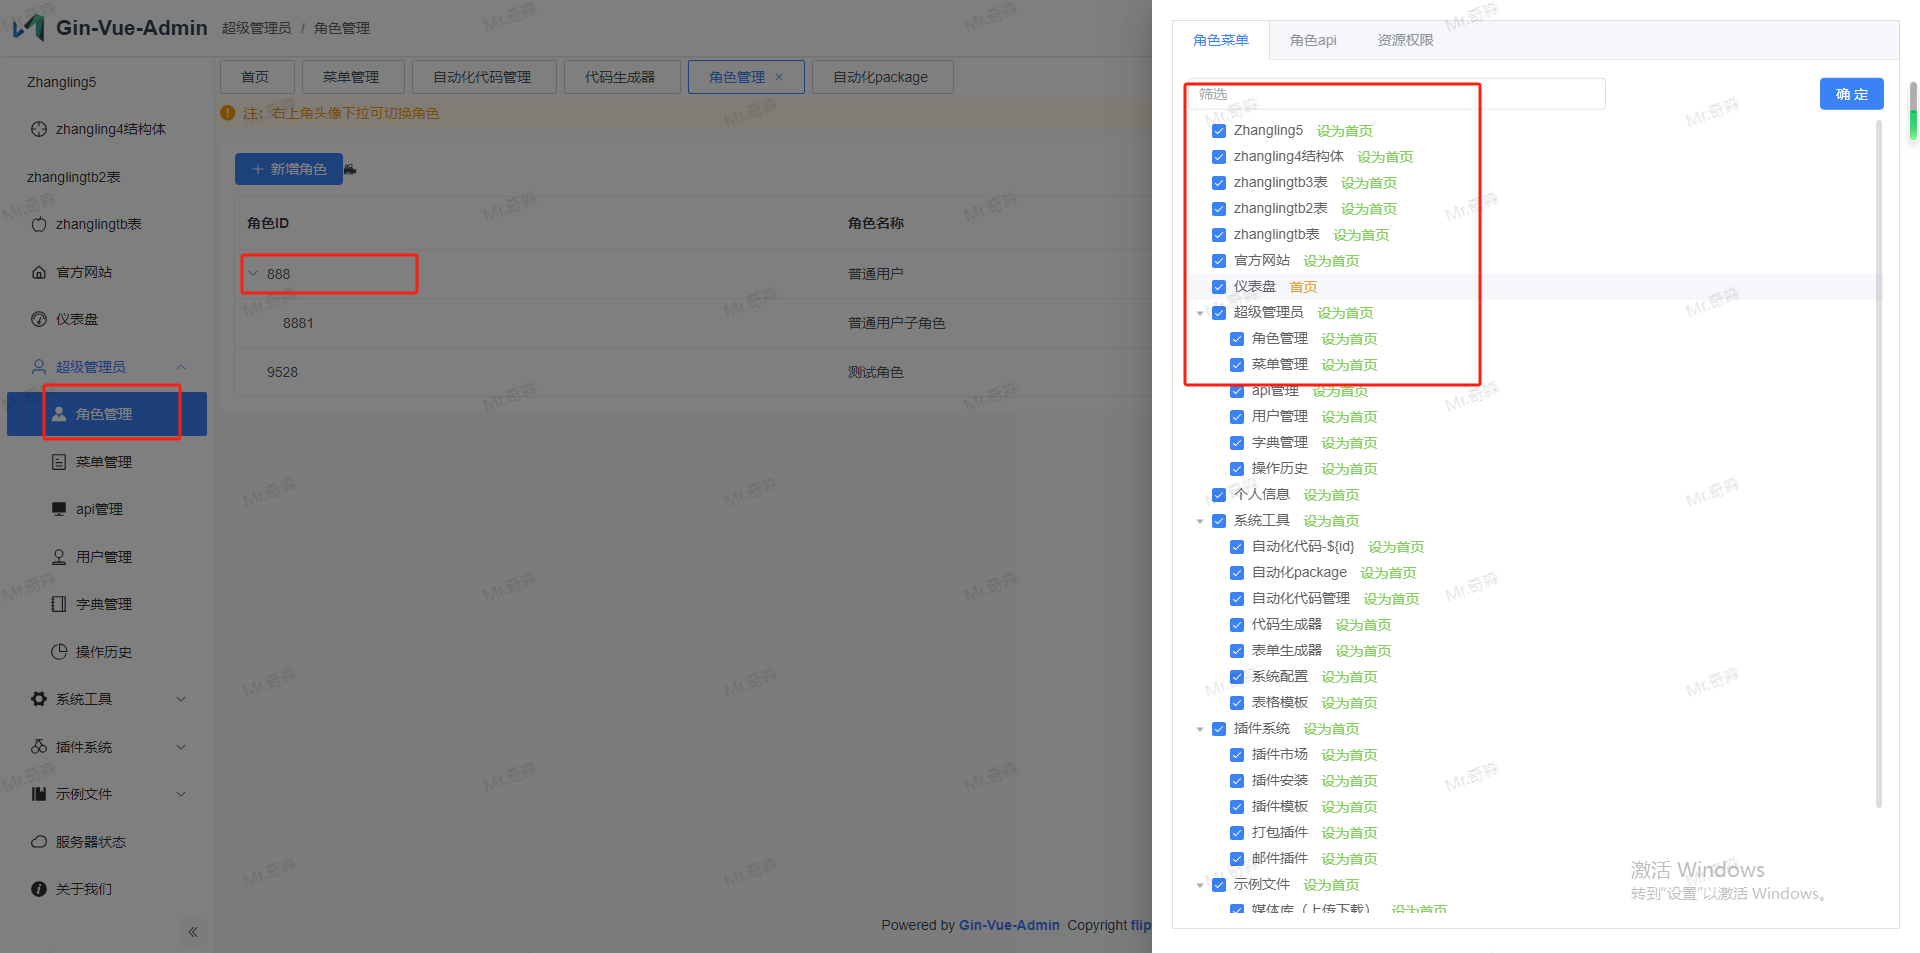 Gin-Vue-Admin
超级管理员 / 角色管理
Zhangling5
zhangling4结构体
zhanglingtb2表
zhanglingtb表
官方网站
仪表盘
超级管理员
角色管理
菜单管理
api管理
用户管理
字典管理
操作历史
系统工具
插件系统
示例文件
服务器状态
关于我们
首页
菜单管理
自动化代码管理
代码生成器
角色管理
自动化package
注：右上角头像下拉可切换角色
新增角色
角色ID 角色名称
888 普通用户
8881 普通用户子角色
9528 测试角色
Powered by Gin-Vue-Admin Copyright flip
角色菜单 角色api 资源权限
筛选
确 定
Zhangling5 设为首页
zhangling4结构体 设为首页
zhanglingtb3表 设为首页
zhanglingtb2表 设为首页
zhanglingtb表 设为首页
官方网站 设为首页
仪表盘 首页
超级管理员 设为首页
角色管理 设为首页
菜单管理 设为首页
api管理 设为首页
用户管理 设为首页
字典管理 设为首页
操作历史 设为首页
个人信息 设为首页
系统工具 设为首页
自动化代码-${id} 设为首页
自动化package 设为首页
自动化代码管理 设为首页
代码生成器 设为首页
表单生成器 设为首页
系统配置 设为首页
表格模板 设为首页
插件系统 设为首页
插件市场 设为首页
插件安装 设为首页
插件模板 设为首页
打包插件 设为首页
邮件插件 设为首页
示例文件 设为首页
媒体库（上传下载） 设为首页
激活 Windows
转到“设置”以激活 Windows。
Mr.奇淼